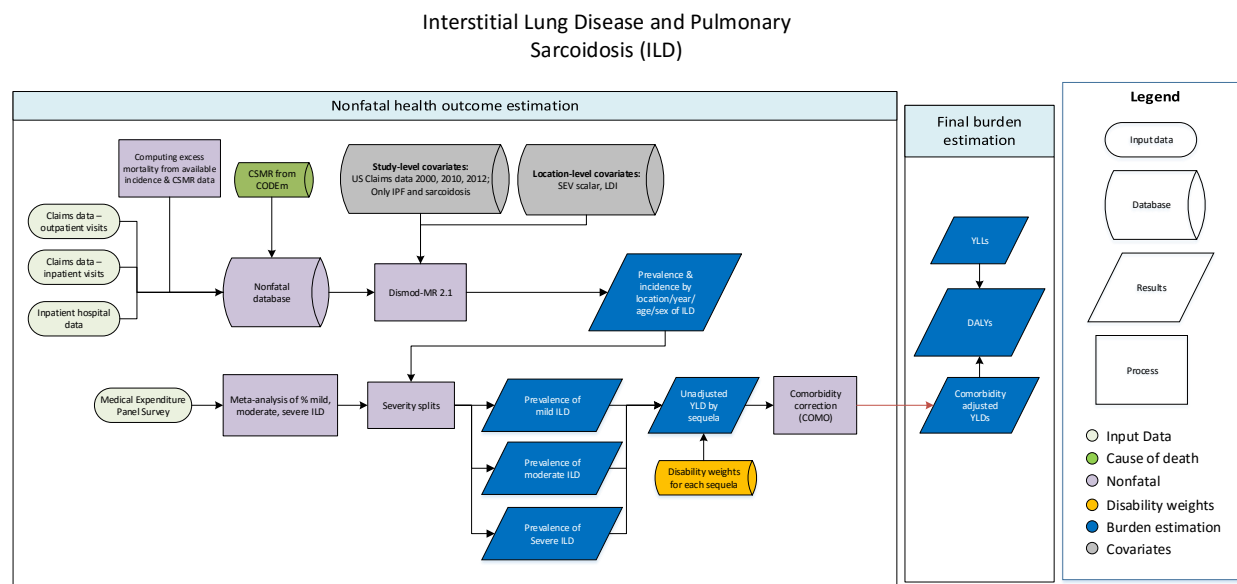 Interstitial Lung Disease and Pulmonary
Sarcoidosis (ILD)
Nonfatal health outcome estimation
Computing excess
mortality from available
incidence & CSMR data
CSMR from
CODEm
Study-level covariates:
US Claims data 2000, 2010, 2012;
Only IPF and sarcoidosis
Location-level covariates:
SEV scalar, LDI
Claims data –
outpatient visits
Claims data –
inpatient visits
Inpatient hospital
data
Nonfatal
database
Dismod-MR 2.1
Prevalence &
incidence by
location/year/
age/sex of ILD
Medical Expenditure
Panel Survey
Meta-analysis of % mild,
moderate, severe ILD
Severity splits
Prevalence of
mild ILD
Prevalence of
moderate ILD
Prevalence of
Severe ILD
Unadjusted
YLD by
sequela
Disability weights
for each sequela
Comorbidity
correction
(COMO)
Final burden
estimation
YLLs
DALYs
Comorbidity
adjusted
YLDs
Legend
Input data
Database
Results
Process
Input Data
Cause of death
Nonfatal
Disability weights
Burden estimation
Covariates